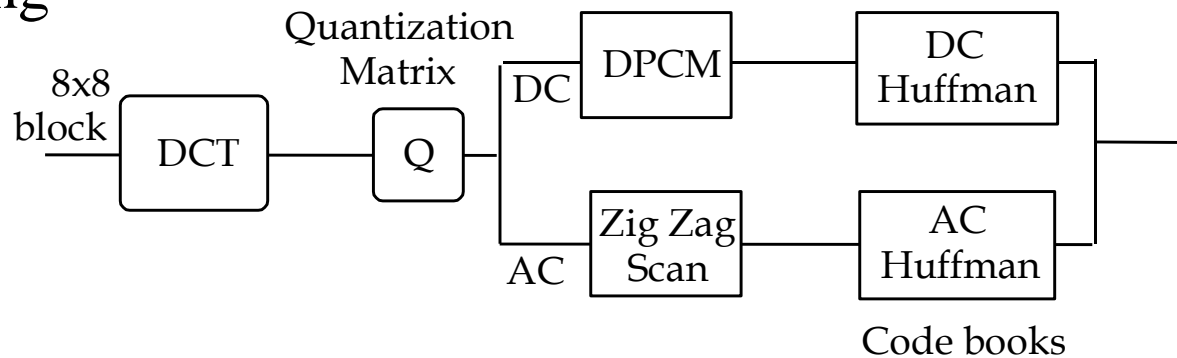 8x8
block
DCT
Quantization
Matrix
Q
DC
DPCM
DC
Huffman
AC
Zig Zag
Scan
AC
Huffman
Code books